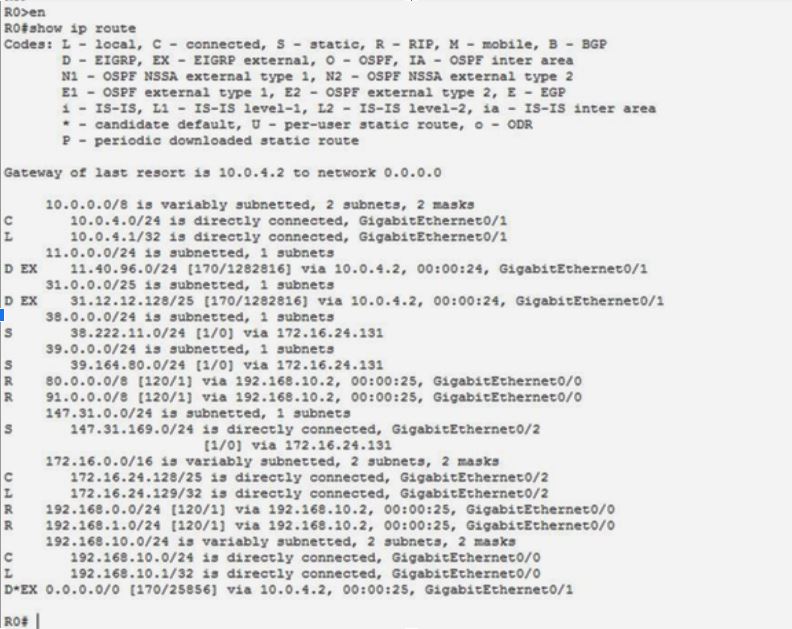 R0>en
R0#show ip route
Codes: L - local, C - connected, S - static, R - RIP, M - mobile, B - BGP
D - EIGRP, EX - EIGRP external, O - OSPF, IA - OSPF inter area
N1 - OSPF NSSA external type 1, N2 - OSPF NSSA external type 2
E1 - OSPF external type 1, E2 - OSPF external type 2, E - EGP
i - IS-IS, L1 - IS-IS level-1, L2 - IS-IS level-2, ia - IS-IS inter area
* - candidate default, U - per-user static route, o - ODR
P - periodic downloaded static route
Gateway of last resort is 10.0.4.2 to network 0.0.0.0
10.0.0.0/8 is variably subnetted, 2 subnets, 2 masks
C 10.0.4.0/24 is directly connected, GigabitEthernet0/1
L 10.0.4.1/32 is directly connected, GigabitEthernet0/1
11.0.0.0/24 is subnetted, 1 subnets
D EX 11.40.96.0/24 [170/1282816] via 10.0.4.2, 00:00:24, GigabitEthernet0/1
31.0.0.0/25 is subnetted, 1 subnets
D EX 31.12.12.128/25 [170/1282816] via 10.0.4.2, 00:00:24, GigabitEthernet0/1
38.0.0.0/24 is subnetted, 1 subnets
S 38.222.11.0/24 [1/0] via 172.16.24.131
39.0.0.0/24 is subnetted, 1 subnets
S 39.164.80.0/24 [1/0] via 172.16.24.131
R 80.0.0.0/8 [120/1] via 192.168.10.2, 00:00:25, GigabitEthernet0/0
R 91.0.0.0/8 [120/1] via 192.168.10.2, 00:00:25, GigabitEthernet0/0
147.31.0.0/24 is subnetted, 1 subnets
S 147.31.169.0/24 is directly connected, GigabitEthernet0/2
[1/0] via 172.16.24.131
172.16.0.0/16 is variably subnetted, 2 subnets, 2 masks
C 172.16.24.128/25 is directly connected, GigabitEthernet0/2
L 172.16.24.129/32 is directly connected, GigabitEthernet0/2
R 192.168.0.0/24 [120/1] via 192.168.10.2, 00:00:25, GigabitEthernet0/0
R 192.168.1.0/24 [120/1] via 192.168.10.2, 00:00:25, GigabitEthernet0/0
192.168.10.0/24 is variably subnetted, 2 subnets, 2 masks
C 192.168.10.0/24 is directly connected, GigabitEthernet0/0
L 192.168.10.1/32 is directly connected, GigabitEthernet0/0
D*EX 0.0.0.0/0 [170/25856] via 10.0.4.2, 00:00:25, GigabitEthernet0/1
R0#